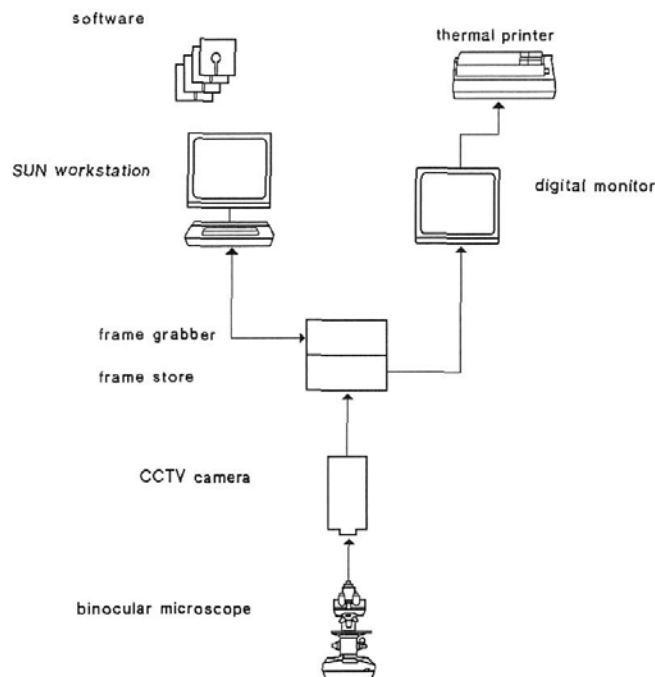 software
thermal printer
SUN workstation
digital monitor
frame grabber
frame store
CCTV camera
binocular microscope